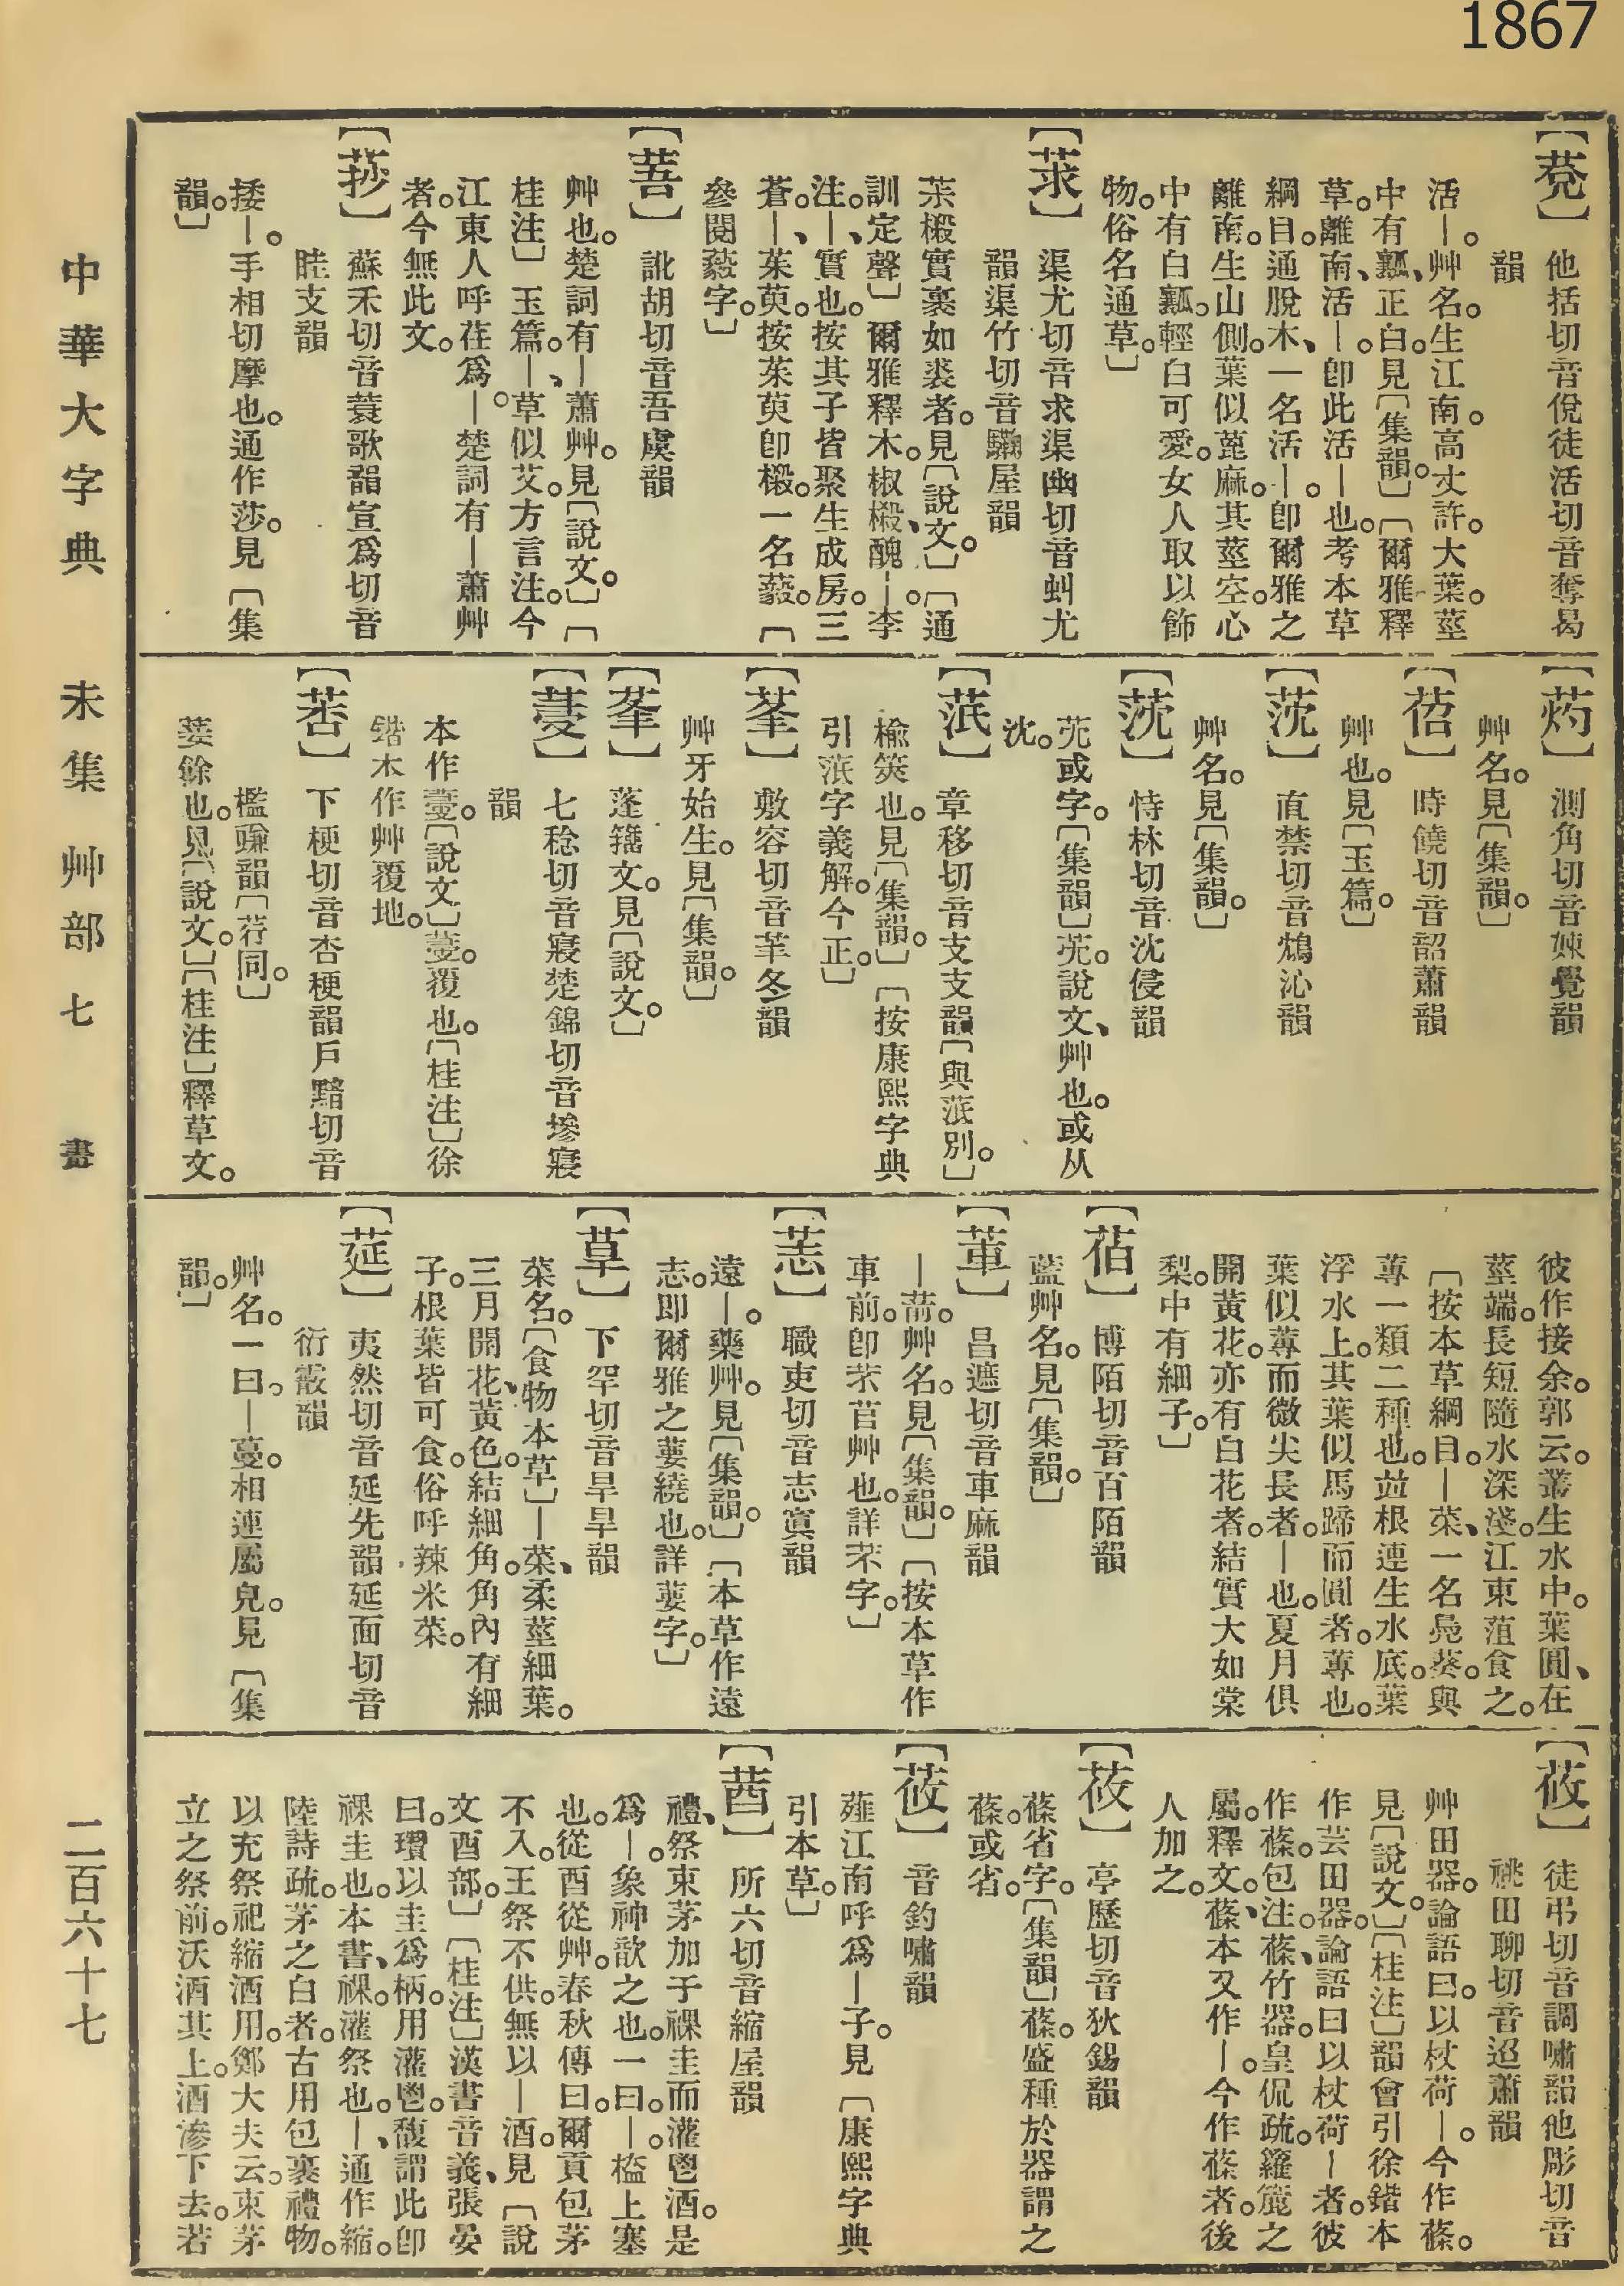 1867
【莌】他括切音侻徒活切音奪曷
韻
活｜。艸名。生江南。高丈許。大葉。莖
中有瓤、正白。見〔集韻。〕〔爾雅釋
草。離南、活｜。卽此活｜也。考本草
綱目。通脫木、一名活｜。卽爾雅之
離南。生山側。葉似蓖麻。其莖空。心
中有白瓤。輕白可愛。女人取以飾
物。俗名通草。〕
【莍】渠尤切音求渠幽切音虯尤
韻渠竹切音驧屋韻
茮樧實裹如裘者。見〔說文。〕〔通
訓定聲〕爾雅釋木。椒樧、醜｜。李
注。｜、實也。按其子皆聚生成房。三
蒼。｜、茱萸。按茱萸卽樧。一名藙。〔
參閱藙字。〕
【莁】
訛胡切音吾虞韻
艸也。楚詞有｜蕭艸。見〔說文。〕〔
桂注〕玉篇。｜、草似艾。方言注。今
江東人呼荏爲｜。楚詞有｜蕭艸
者。今無此文。
【莏】蘇禾切音蓑歌韻宣爲切音
眭支韻
捼｜。手相切摩也。通作莎。見〔集
韻。〕
【茢】測角切音娕覺韻
艸名。見〔集韻。〕
【莒】時饒切音韶蕭韻
艸也。見〔玉篇。〕
【莐】直禁切音鴆沁韻
艸名。見〔集韻。〕
【莐】恃林切音沈侵韻
莐或字。〔集韻〕莐。說文、艸也。或从
沈。
【泜】章移切音支支韻〔與蒎別。〕
楡筴也。見〔集韻。〕〔按康熙字典
引蒎字義解。今正。〕
【莑】敷容切音丰冬韻
艸牙始生。見〔集韻。〕
【莑】蓬籀文。見〔說文。〕
【葠】七稔切音寢楚錦切音墋寢
韻
本作蓡。〔說文〕蓡。覆也。〔桂注〕徐
鍇木作艸覆地。
【莕】下梗切音杏梗韻戶黯切音
檻豏韻〔荇同。〕
菨餘也。見〔說文。〕〔桂注〕釋草文。
彼作接余。郭云。叢生水中。葉圓、在
莖端。長短隨水深淺。江東菹食之。
〔按本草綱目。｜菜、一名鳧葵。與
蓴一類二種也。並根連生水底。葉
浮水上。其葉似馬蹄而圓者。蓴也。
葉似蓴而微尖長者。｜也。夏月俱
開黃花。亦有白花者。結實大如棠
梨。中有細子。〕
【萡】博陌切音百陌韻
藍艸名。見〔集韻。〕
【莗】昌遮切音車麻韻
｜莭。艸名。見〔集韻。〕〔按本草作
車前。卽芣苢艸也。詳芣字。〕
【莣】職吏切音志寘韻
遠｜。藥艸。見〔集韻。〕〔本草作遠
志。卽爾雅之葽繞也。詳葽字。〕
【莗】下罕切音旱旱韻
菜名。〔食物本草〕｜菜、柔莖細葉。
三月開花、黃色。結細角。角內有細
子。根葉皆可食。俗呼辣米菜。
【莚】夷然切音延先韻延面切音
衍霰韻
艸名。一曰。｜蔓。相連屬皃。見〔集
韻。〕
【莜】徒弔切音調嘯韻他彫切音
祧田聊切音迢蕭韻
艸田器。論語曰。以杖荷｜。今作蓧。
見〔說文。〕〔桂注〕韻會引徐鍇本
作芸田器。論語曰以杖荷｜者。彼
作蓧。包注。蓧、竹器。皇侃疏。籮簏之
屬。釋文。蓧、本又作｜。今作蓧者。後
人加之。
【莜】亭歷切音狄錫韻
蓧省字。〔集韻〕蓧。盛種於器謂之
蓧。或省。
【莜】音釣嘯韻
薤江南呼爲｜子。見〔康熙字典
引本草。〕
【莤】所六切音縮屋韻
禮、祭束茅加于祼圭而灌鬯酒。是
爲｜。象神歆之也。一曰。｜。榼上塞
也。從酉從艸。春秋傳曰。爾貢包茅
不入。王祭不供。無以｜酒。見〔說
文酉部。〕〔桂注〕漢書音義、張晏
曰。瓚以圭爲柄。用灌鬯。馥謂此卽
祼圭也。本書、祼。灌祭也。｜、通作縮。
陸詩疏。茅之白者。古用包裹禮物。
以充祭祀縮酒用。鄭大夫云。束茅
立之祭前。沃酒其上。酒滲下去。若
中華大字典　未集　艸部　七　畫
二百六十七